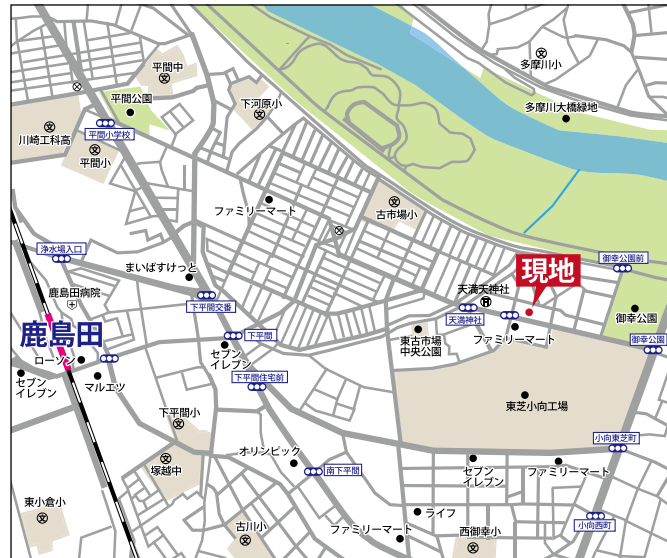 多摩川小
平間中
平間公園
下河原小
多摩川大橋緑地
川崎工科高
平間小学校
平間小
ファミリーマート
古市場小
浄水場入口
まいばすけっと
現地
御幸公園前
鹿島田病院
天満天神社
下平間交番
天満神社
御幸公園
鹿島田
下平間
東古市場
中央公園
ファミリーマート
御幸公園
ローソン
セブン
イレブン
セブン
イレブン
マルエツ
下平間住宅前
東芝小向工場
下平間小
小向東芝町
オリンピック
塚越中
南下平間
セブン
イレブン
ファミリーマート
東小倉小
古川小
ライフ
ファミリーマート
西御幸小
小向西町